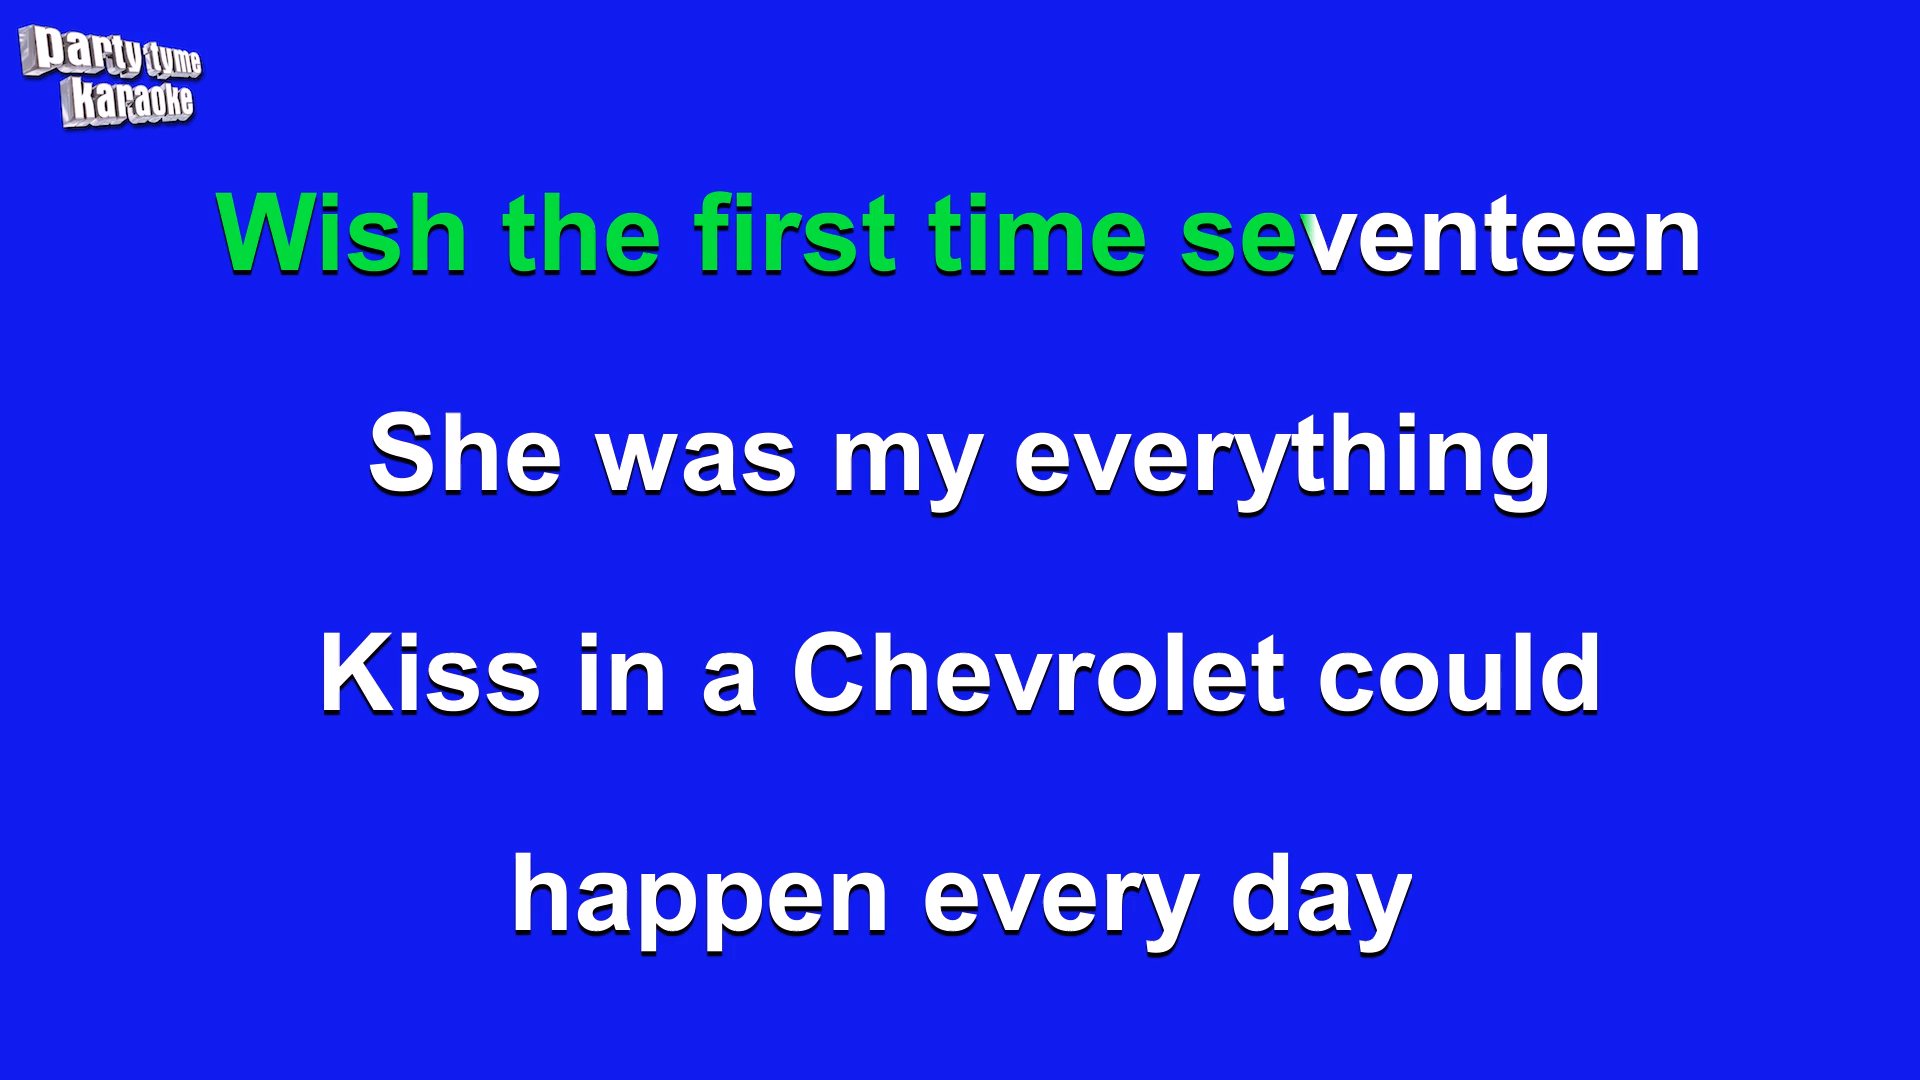 party tyme
karaoke
Wish the first time seventeen
She was my everything
Kiss in a Chevrolet could
happen every day